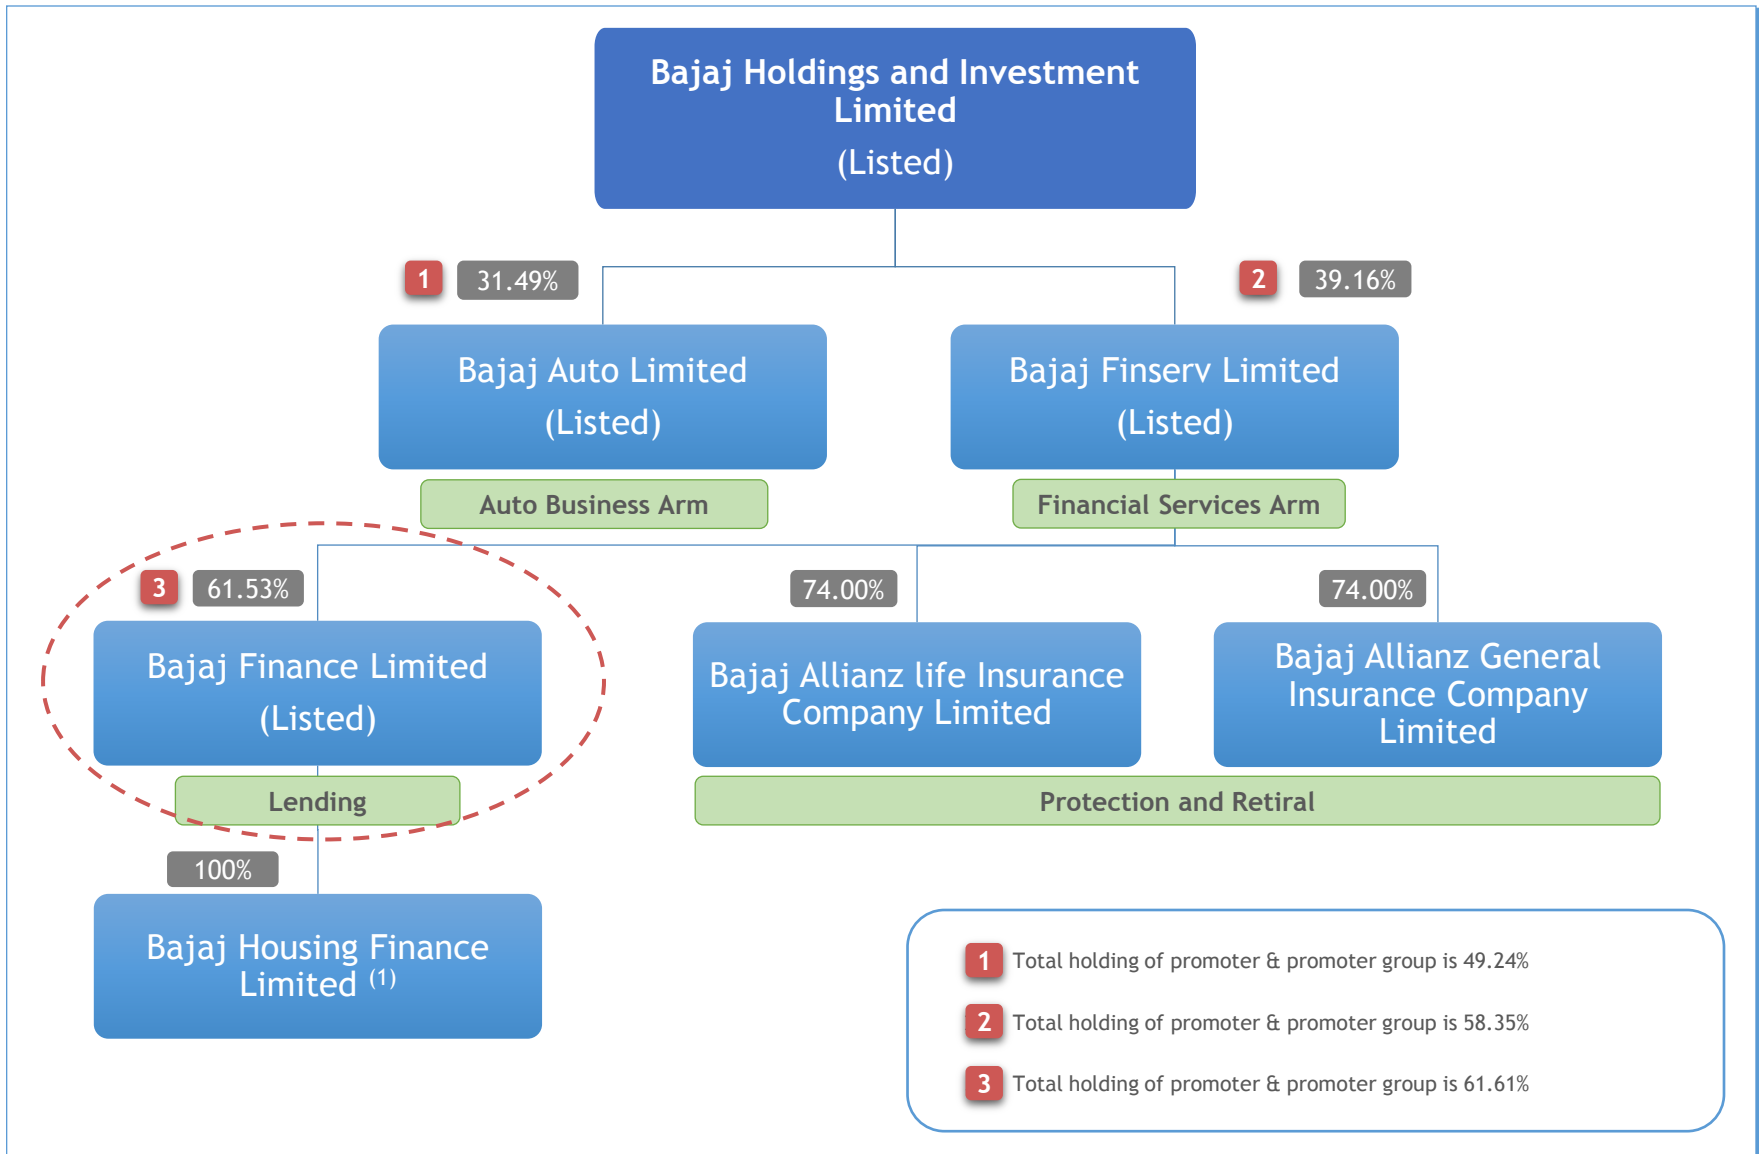 Bajaj Holdings and Investment
Limited
(Listed)
1 31.49%
2 39.16%
Bajaj Auto Limited
(Listed)
Bajaj Finserv Limited
(Listed)
Auto Business Arm
Financial Services Arm
3 61.53%
74.00%
74.00%
Bajaj Finance Limited
(Listed)
Bajaj Allianz life Insurance
Company Limited
Bajaj Allianz General
Insurance Company
Limited
Lending
Protection and Retiral
100%
Bajaj Housing Finance
Limited (1)
1 Total holding of promoter & promoter group is 49.24%
2 Total holding of promoter & promoter group is 58.35%
3 Total holding of promoter & promoter group is 61.61%